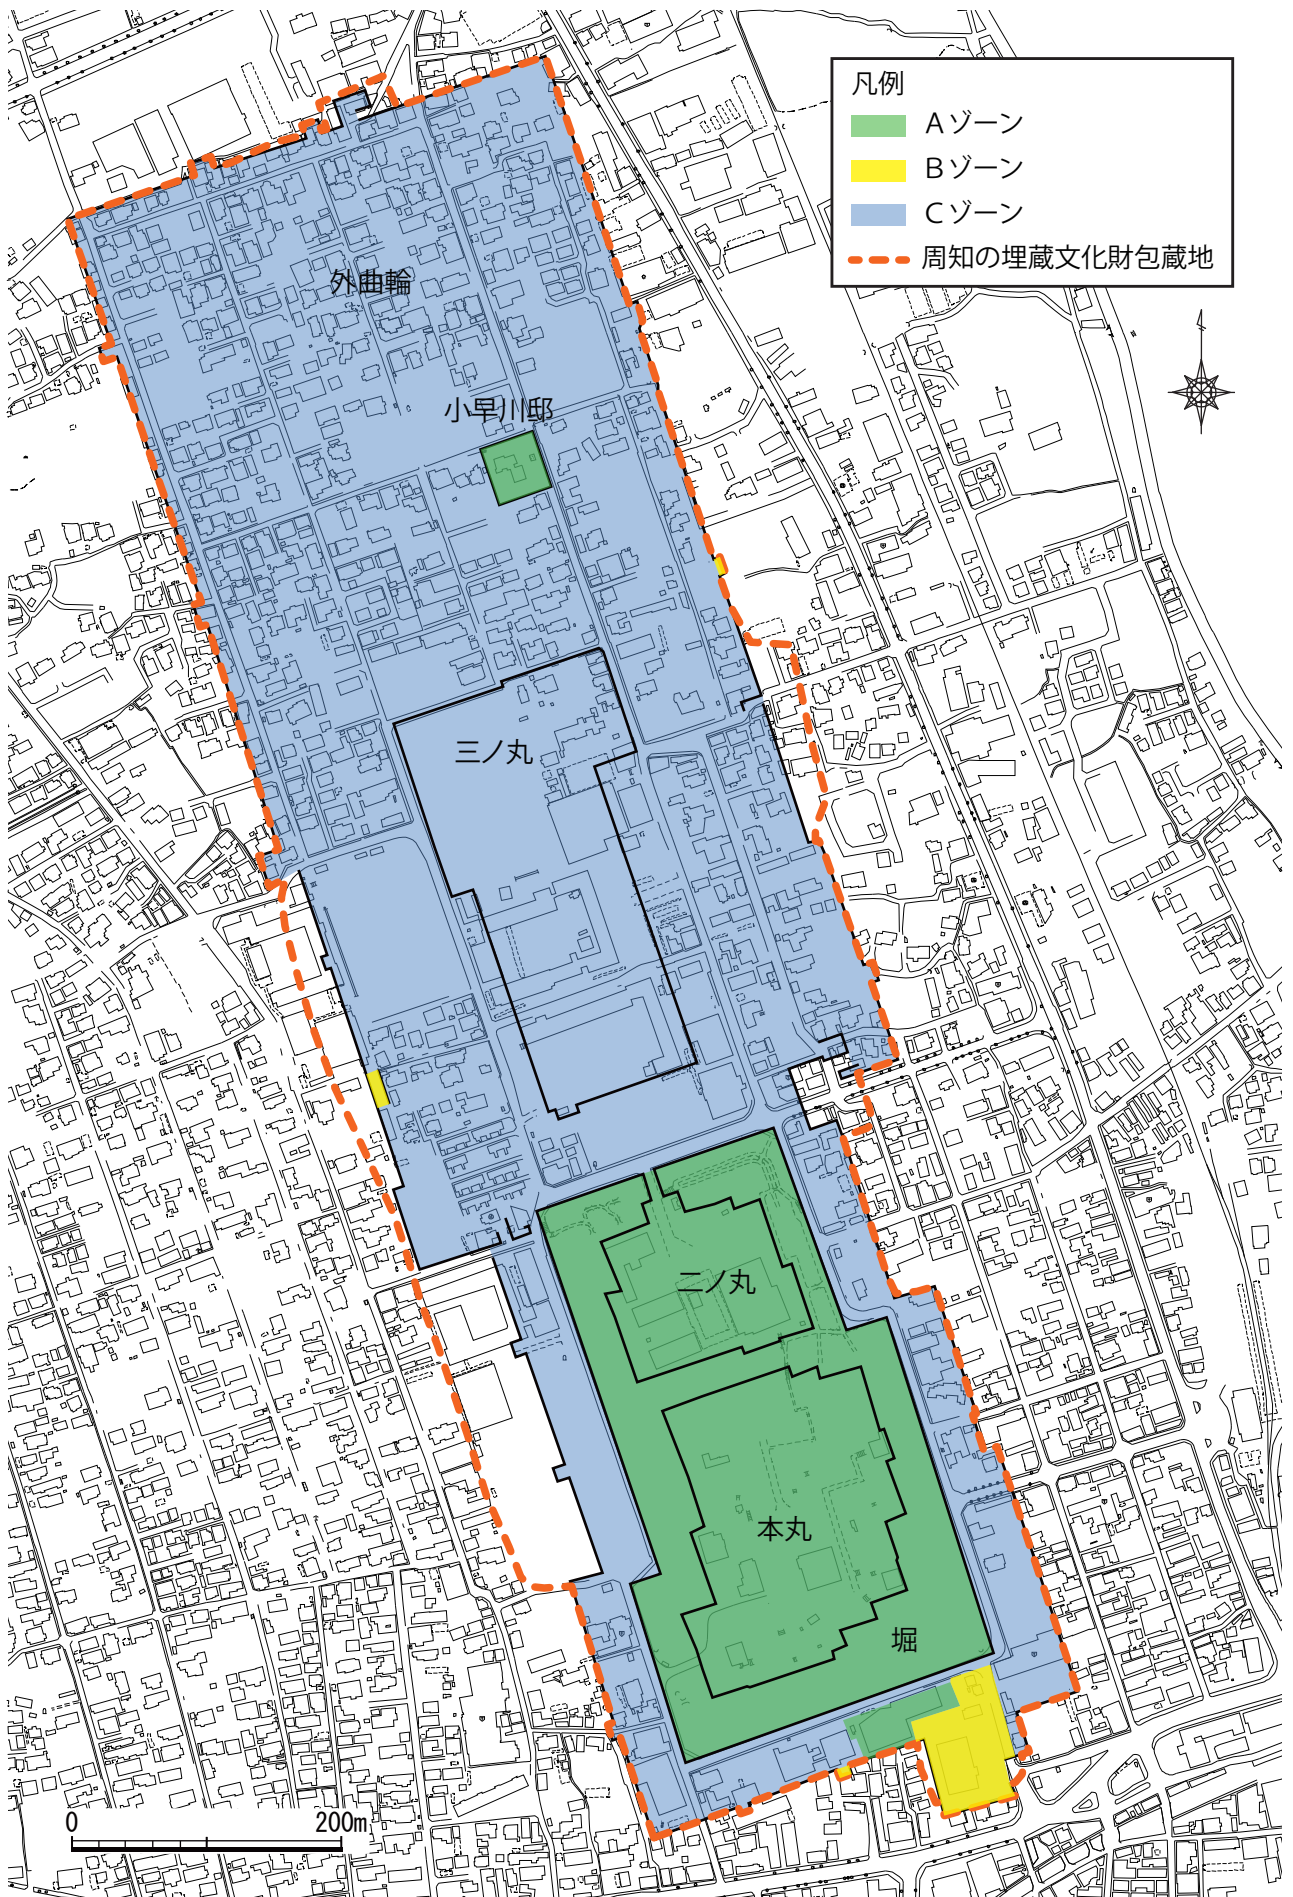 凡例
Aゾーン
Bゾーン
Cゾーン
周知の埋蔵文化財包蔵地
外曲輪
小早川邸
三ノ丸
二ノ丸
本丸
堀
0 200m